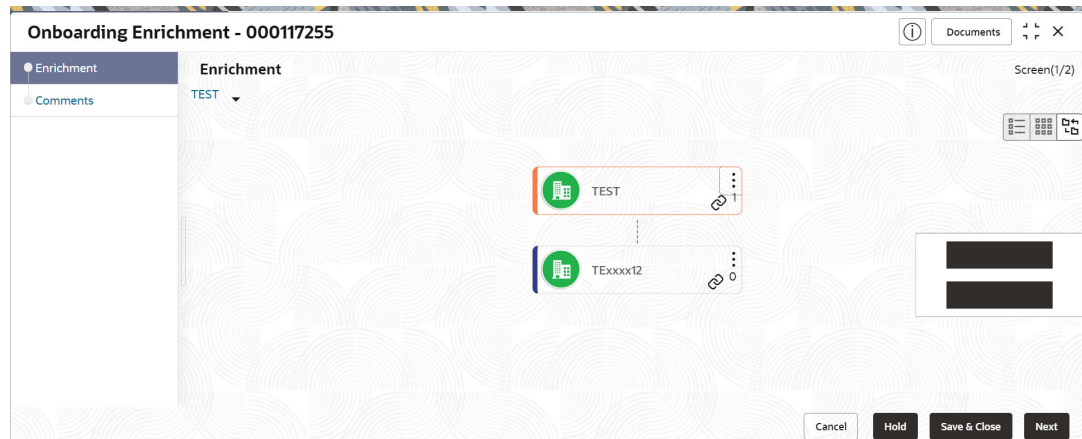 Onboarding Enrichment - 000117255
Documents
Enrichment
Comments
Enrichment
Screen(1/2)
TEST
TEST
1
TExxxx12
0
Cancel
Hold
Save & Close
Next